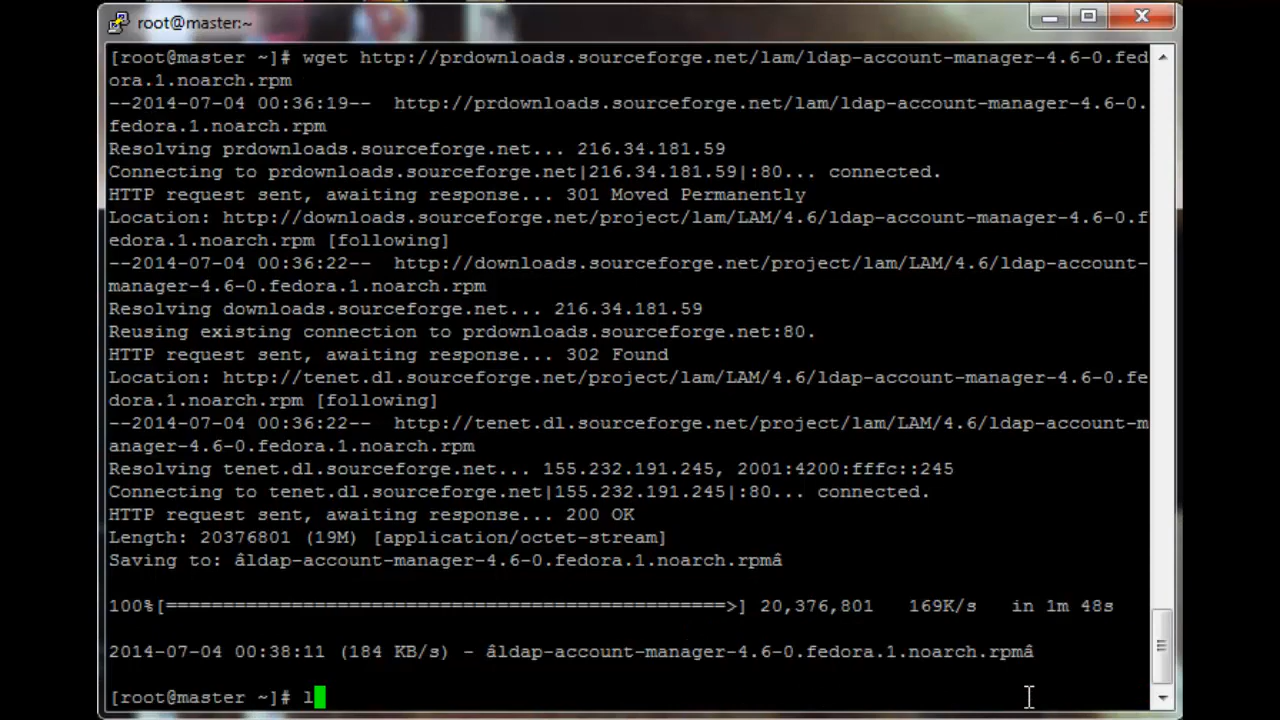 root@master:~
[root@master ~]# wget http://prdownloads.sourceforge.net/lam/ldap-account-manager-4.6-0.fed
ora.1.noarch.rpm
--2014-07-04 00:36:19--  http://prdownloads.sourceforge.net/lam/ldap-account-manager-4.6-0.
fedora.1.noarch.rpm
Resolving prdownloads.sourceforge.net... 216.34.181.59
Connecting to prdownloads.sourceforge.net|216.34.181.59|:80... connected.
HTTP request sent, awaiting response... 301 Moved Permanently
Location: http://downloads.sourceforge.net/project/lam/LAM/4.6/ldap-account-manager-4.6-0.f
edora.1.noarch.rpm [following]
--2014-07-04 00:36:22--  http://downloads.sourceforge.net/project/lam/LAM/4.6/ldap-account-
manager-4.6-0.fedora.1.noarch.rpm
Resolving downloads.sourceforge.net... 216.34.181.59
Reusing existing connection to prdownloads.sourceforge.net:80.
HTTP request sent, awaiting response... 302 Found
Location: http://tenet.dl.sourceforge.net/project/lam/LAM/4.6/ldap-account-manager-4.6-0.fe
dora.1.noarch.rpm [following]
--2014-07-04 00:36:22--  http://tenet.dl.sourceforge.net/project/lam/LAM/4.6/ldap-account-m
anager-4.6-0.fedora.1.noarch.rpm
Resolving tenet.dl.sourceforge.net... 155.232.191.245, 2001:4200:fffc::245
Connecting to tenet.dl.sourceforge.net|155.232.191.245|:80... connected.
HTTP request sent, awaiting response... 200 OK
Length: 20376801 (19M) [application/octet-stream]
Saving to: âldap-account-manager-4.6-0.fedora.1.noarch.rpmâ
100%[=================================================>] 20,376,801   169K/s   in 1m 48s
2014-07-04 00:38:11 (184 KB/s) - âldap-account-manager-4.6-0.fedora.1.noarch.rpmâ
[root@master ~]# l